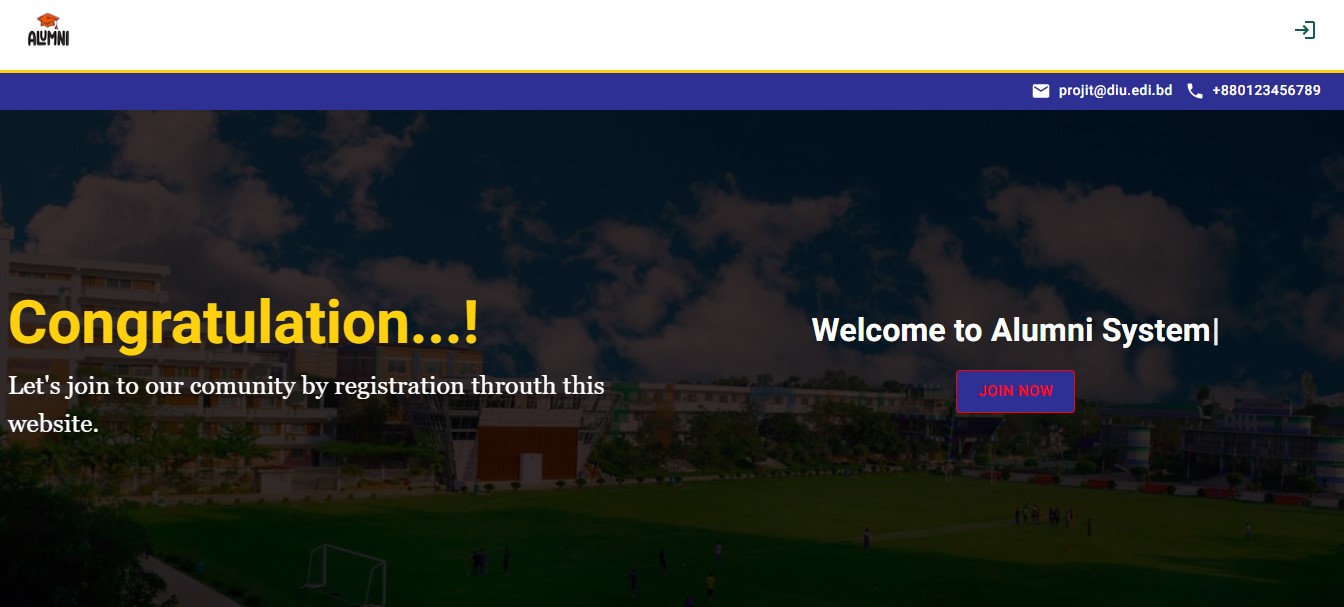 ALUMNI
projit@diu.edi.bd +880123456789
Congratulation...!
Let's join to our comunity by registration throuth this
website.
Welcome to Alumni System|
JOIN NOW